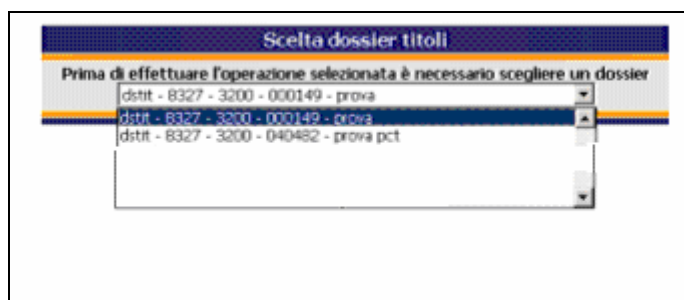 Scelta dossier titoli
Prima di effettuare l'operazione selezionata è necessario scegliere un dossier
dstit - 8327 - 3200 - 000149 - prova
dstit - 8327 - 3200 - 000149 - prova
dstit - 8327 - 3200 - 040482 - prova pct